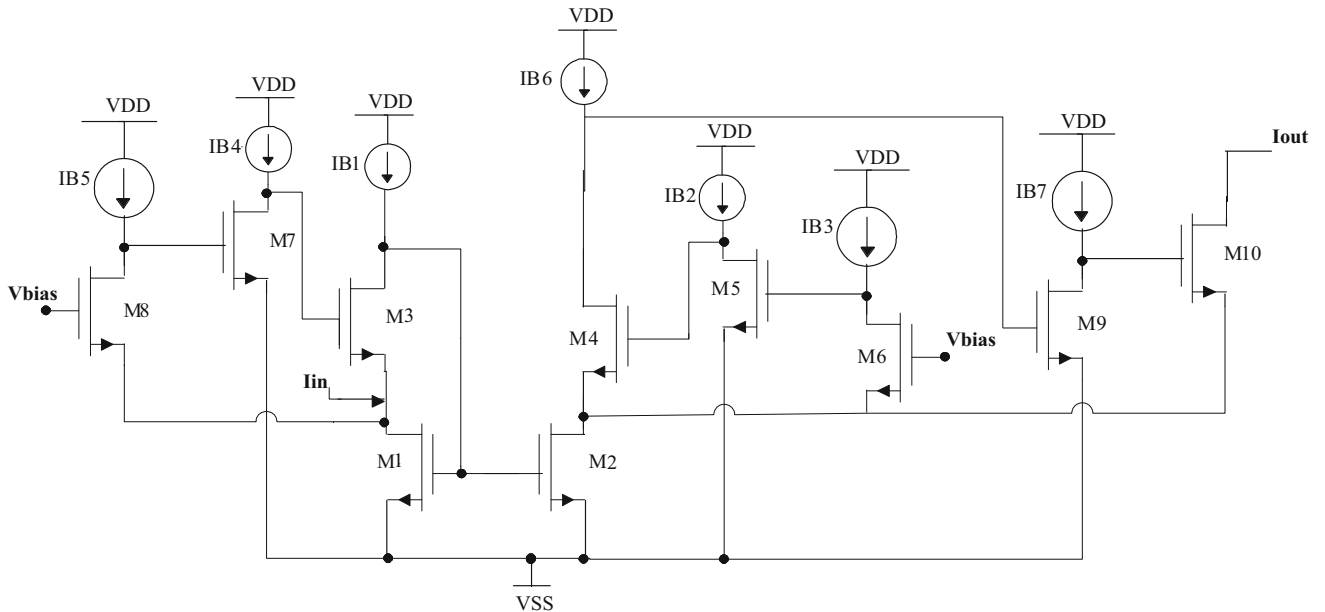 VDD
IB6
VDD
VDD
VDD
VDD
VDD
VDD
Iout
IB4
IB1
IB5
IB2
IB3
IB7
M7
M10
M5
Vbias
M8
M3
M4
M9
M6
Vbias
Iin
M1
M2
VSS